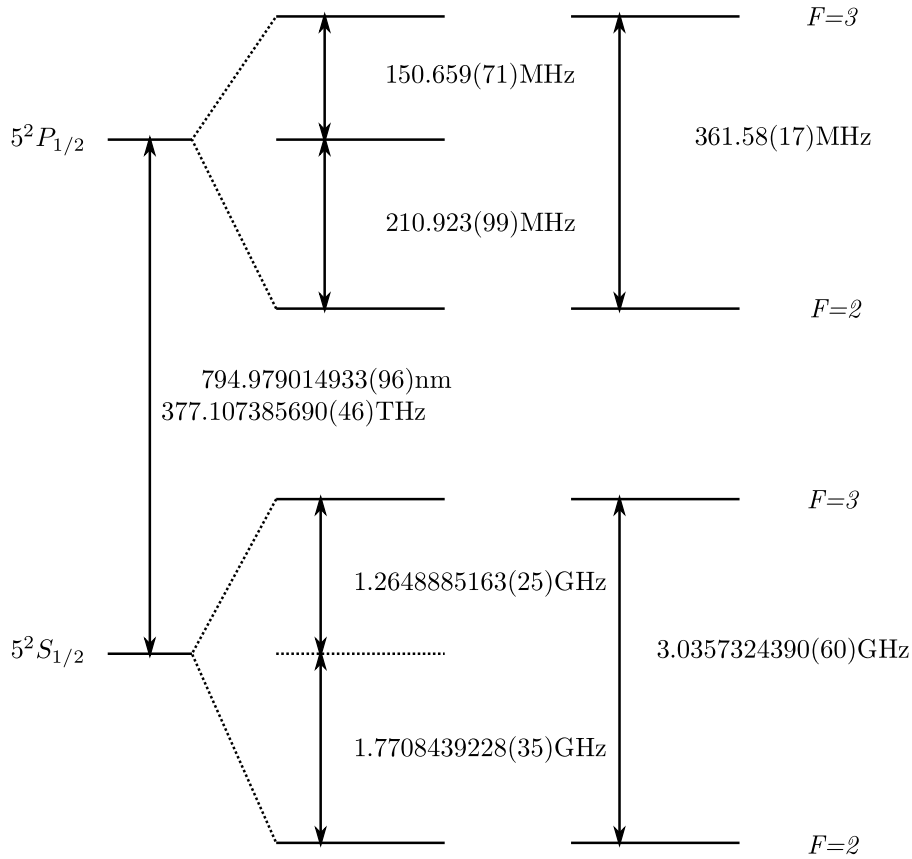 F=3
150.659(71)MHz
5²P₁/₂
361.58(17)MHz
210.923(99)MHz
F=2
794.979014933(96)nm
377.107385690(46)THz
F=3
1.2648885163(25)GHz
5²S₁/₂
3.0357324390(60)GHz
1.7708439228(35)GHz
F=2